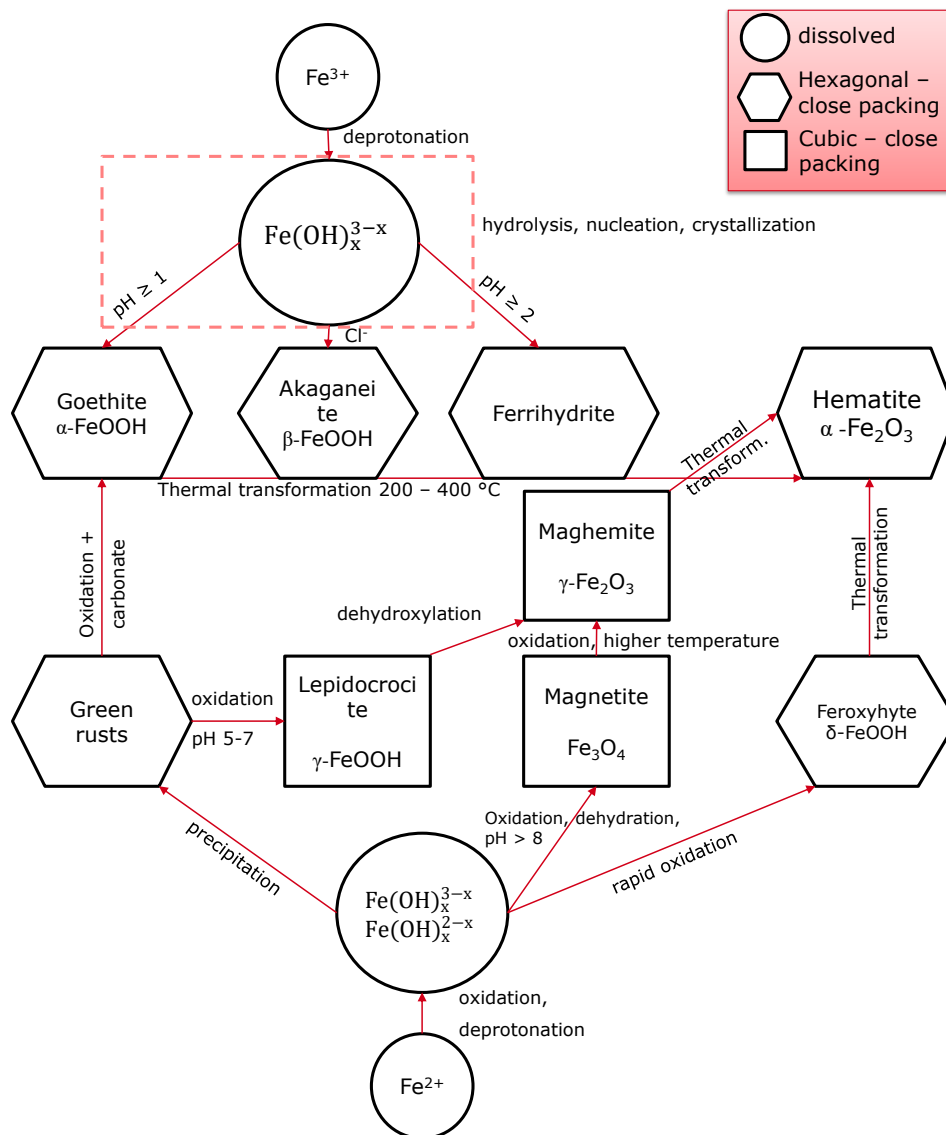 Fe³⁺
deprotonation
Fe(OH)ₓ³⁻ˣ
hydrolysis, nucleation, crystallization
pH ≥ 1
pH ≥ 2
Cl⁻
dissolved
Hexagonal –
close packing
Cubic – close
packing
Goethite
α-FeOOH
Akagane
ite
β-FeOOH
Ferrihydrite
Hematite
α -Fe₂O₃
Thermal transformation 200 – 400 °C
Thermal
transform.
Maghemite
γ-Fe₂O₃
Oxidation +
carbonate
dehydroxylation
oxidation, higher temperature
Thermal
transformation
Green
rusts
oxidation
pH 5-7
Lepidocroci
te
γ-FeOOH
Magnetite
Fe₃O₄
Feroxyhyte
δ-FeOOH
precipitation
Oxidation, dehydration,
pH > 8
rapid oxidation
Fe(OH)ₓ³⁻ˣ
Fe(OH)ₓ²⁻ˣ
oxidation,
deprotonation
Fe²⁺